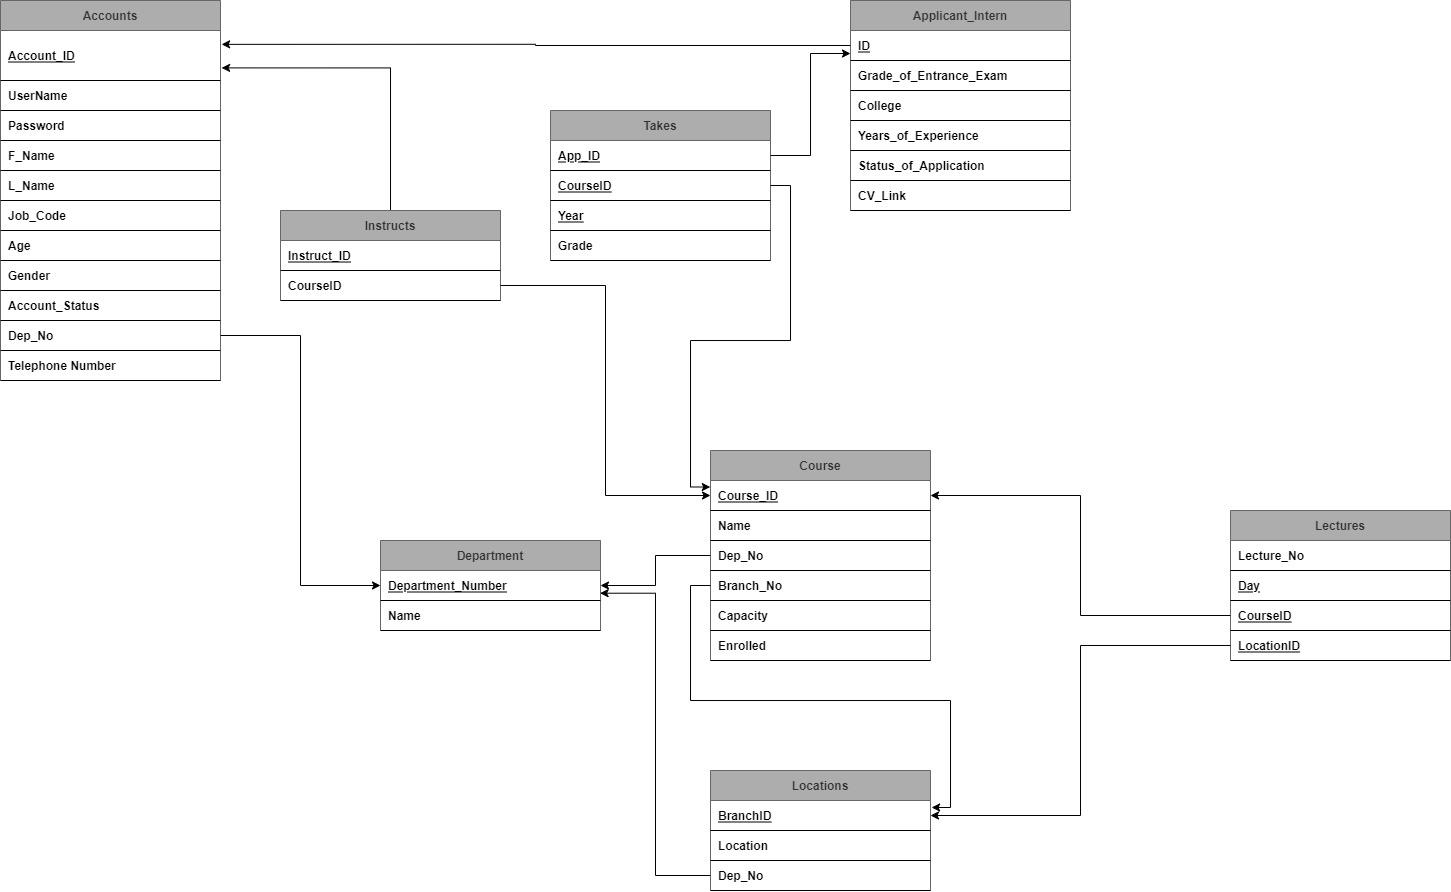 Accounts
Account_ID
UserName
Password
F_Name
L_Name
Job_Code
Age
Gender
Account_Status
Dep_No
Telephone Number
Applicant_Intern
ID
Grade_of_Entrance_Exam
College
Years_of_Experience
Status_of_Application
CV_Link
Takes
App_ID
CourseID
Year
Grade
Instructs
Instruct_ID
CourseID
Course
Course_ID
Name
Dep_No
Branch_No
Capacity
Enrolled
Lectures
Lecture_No
Day
CourseID
LocationID
Department
Department_Number
Name
Locations
BranchID
Location
Dep_No